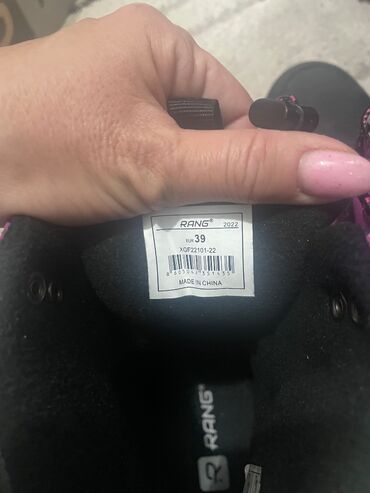 RANG® 2022
EUR 39
XGF22101-22
MADE IN CHINA
RANG®